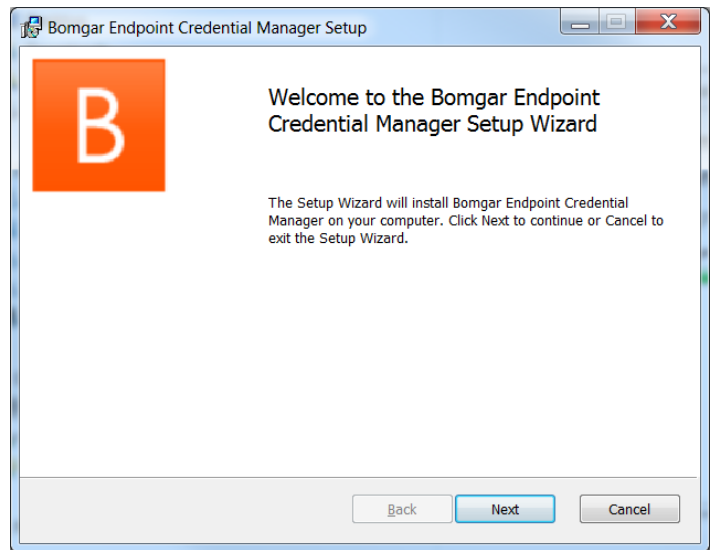 Bomgar Endpoint Credential Manager Setup
B
Welcome to the Bomgar Endpoint
Credential Manager Setup Wizard
The Setup Wizard will install Bomgar Endpoint Credential
Manager on your computer. Click Next to continue or Cancel to
exit the Setup Wizard.
Back
Next
Cancel